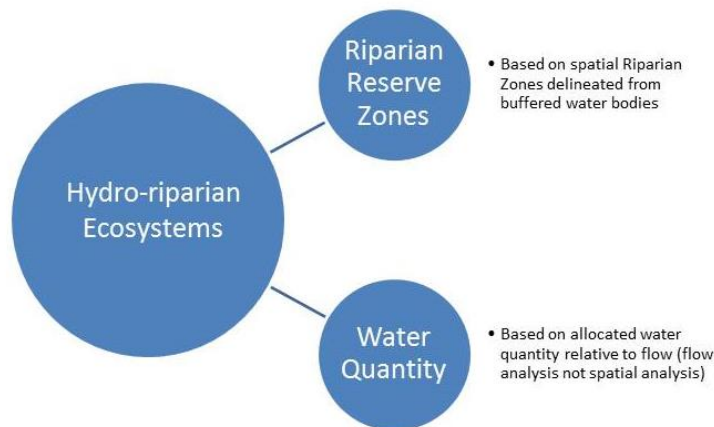 Riparian
Reserve
Zones
• Based on spatial Riparian
Zones delineated from
buffered water bodies
Hydro-riparian
Ecosystems
Water
Quantity
• Based on allocated water
quantity relative to flow (flow
analysis not spatial analysis)